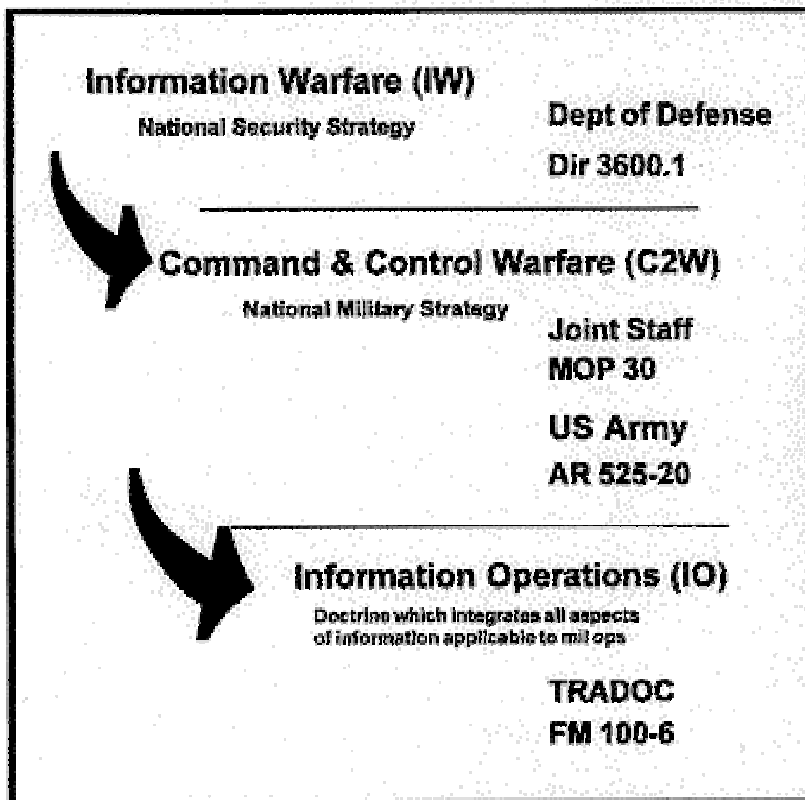 Information Warfare (IW)
National Security Strategy
Dept of Defense
Dir 3600.1
Command & Control Warfare (C2W)
National Military Strategy
Joint Staff
MOP 30
US Army
AR 525-20
Information Operations (IO)
Doctrine which integrates all aspects
of information applicable to mil ops
TRADOC
FM 100-6